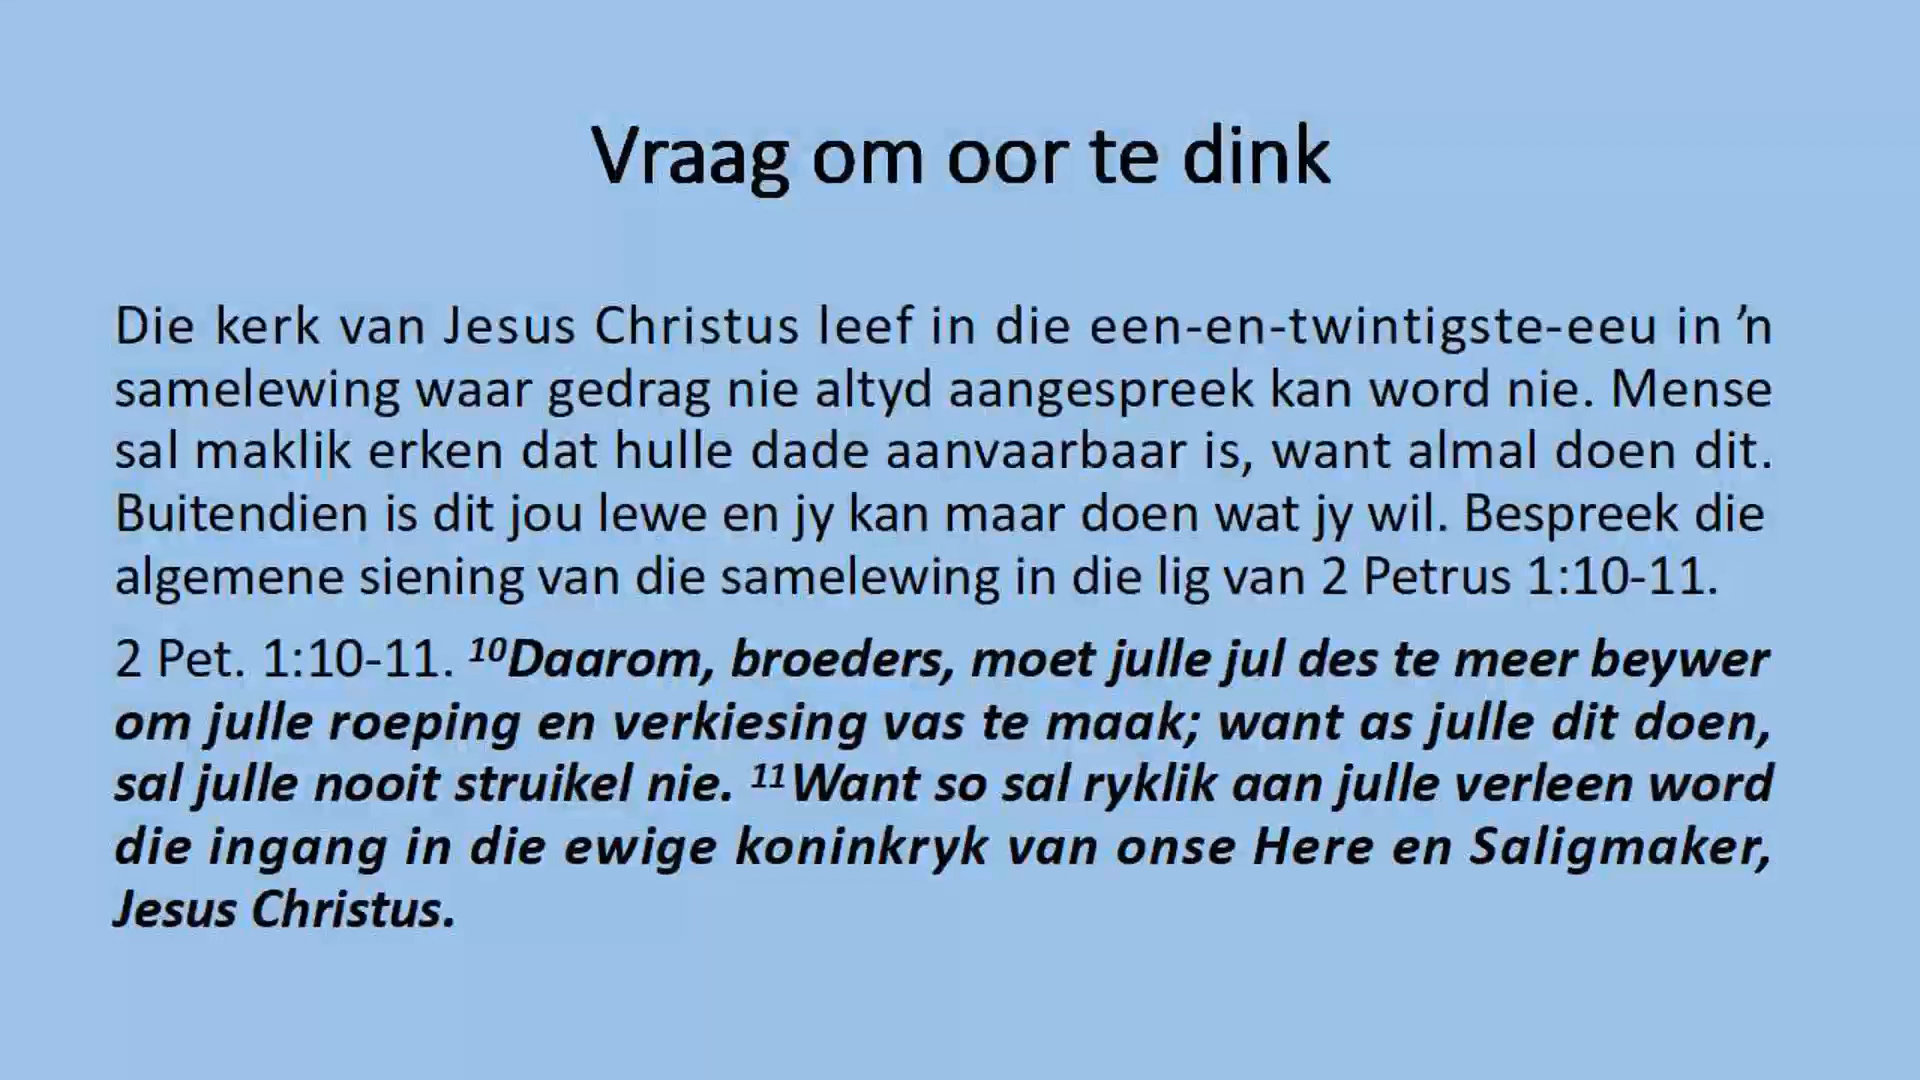 Vraag om oor te dink
Die kerk van Jesus Christus leef in die een-en-twintigste-eeu in ’n
samelewing waar gedrag nie altyd aangespreek kan word nie. Mense
sal maklik erken dat hulle dade aanvaarbaar is, want almal doen dit.
Buitendien is dit jou lewe en jy kan maar doen wat jy wil. Bespreek die
algemene siening van die samelewing in die lig van 2 Petrus 1:10-11.
2 Pet. 1:10-11. ¹⁰Daarom, broeders, moet julle jul des te meer beywer
om julle roeping en verkiesing vas te maak; want as julle dit doen,
sal julle nooit struikel nie. ¹¹Want so sal ryklik aan julle verleen word
die ingang in die ewige koninkryk van onse Here en Saligmaker,
Jesus Christus.